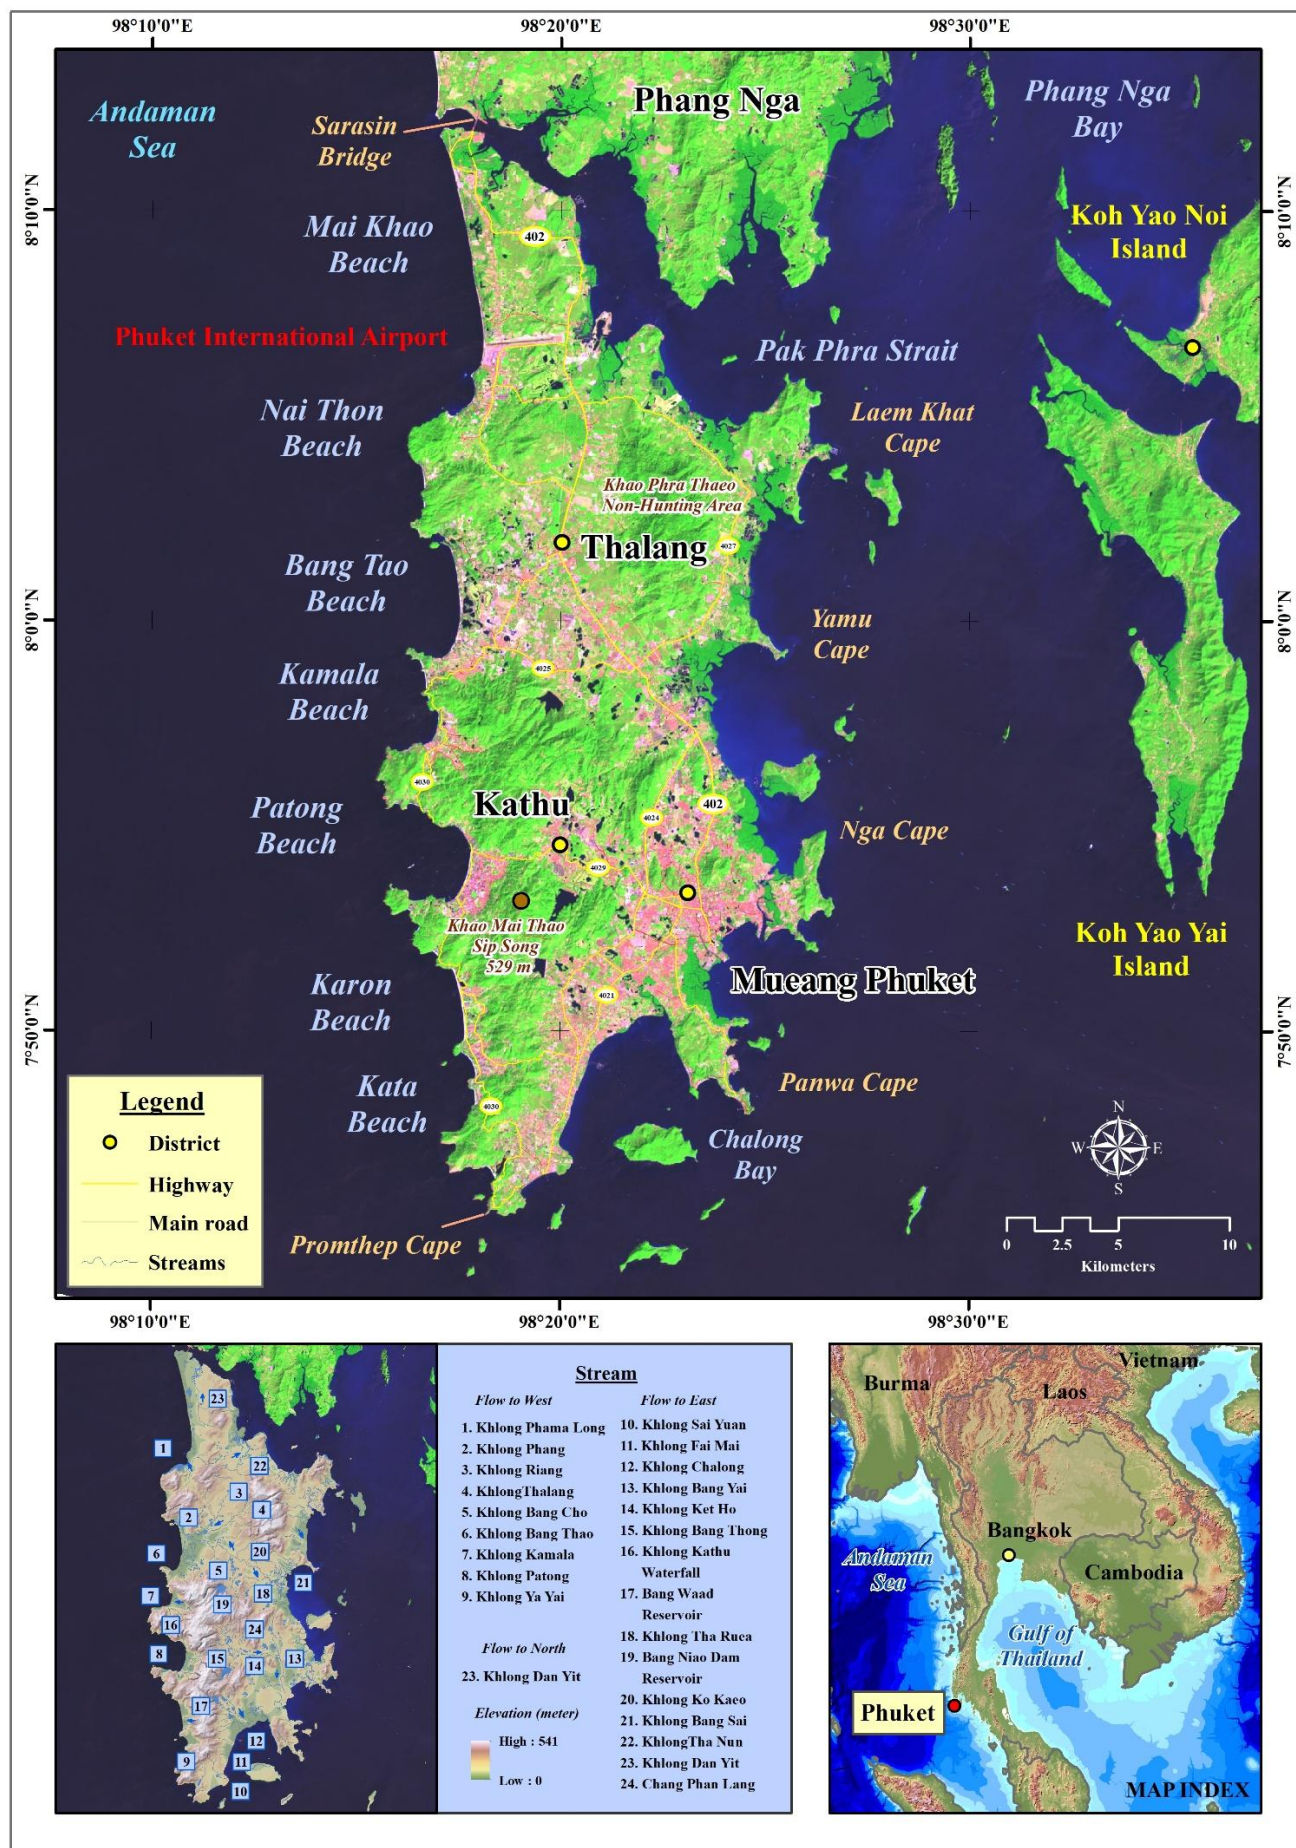 98°10'0"E
98°20'0"E
98°30'0"E
Andaman
Sea
Sarasin
Bridge
Phang Nga
Phang Nga
Bay
8°10'0"N
8°10'0"N
Mai Khao
Beach
402
Koh Yao Noi
Island
Phuket International Airport
Pak Phra Strait
Nai Thon
Beach
Laem Khat
Cape
Khao Phra Thaeo
Non-Hunting Area
Thalang
4027
Bang Tao
Beach
8°0'0"N
8°0'0"N
Yamu
Cape
Kamala
Beach
4025
4030
Patong
Beach
Kathu
4024
402
Nga Cape
4029
Khao Mai Thao
Sip Song
529 m
Koh Yao Yai
Island
Mueang Phuket
Karon
Beach
4021
7°50'0"N
7°50'0"N
Kata
Beach
4030
Panwa Cape
Chalong
Bay
Promthep Cape
Legend
District
Highway
Main road
Streams
N
W
E
S
0
2.5
5
10
Kilometers
98°10'0"E
98°20'0"E
98°30'0"E
23
1
22
3
2
4
6
20
5
21
7
19
18
16
24
8
15
14
13
17
12
9
11
10
Stream
Flow to West
1. Khlong Phama Long
2. Khlong Phang
3. Khlong Riang
4. KhlongThalang
5. Khlong Bang Cho
6. Khlong Bang Thao
7. Khlong Kamala
8. Khlong Patong
9. Khlong Ya Yai
Flow to North
23. Khlong Dan Yit
Elevation (meter)
High : 541
Low : 0
Flow to East
10. Khlong Sai Yuan
11. Khlong Fai Mai
12. Khlong Chalong
13. Khlong Bang Yai
14. Khlong Ket Ho
15. Khlong Bang Thong
16. Khlong Kathu
Waterfall
17. Bang Waad
Reservoir
18. Khlong Tha Ruea
19. Bang Niao Dam
Reservoir
20. Khlong Ko Kaeo
21. Khlong Bang Sai
22. KhlongTha Nun
23. Khlong Dan Yit
24. Chang Phan Lang
Vietnam
Burma
Laos
Bangkok
Andaman
Sea
Cambodia
Gulf of
Thailand
Phuket
MAP INDEX